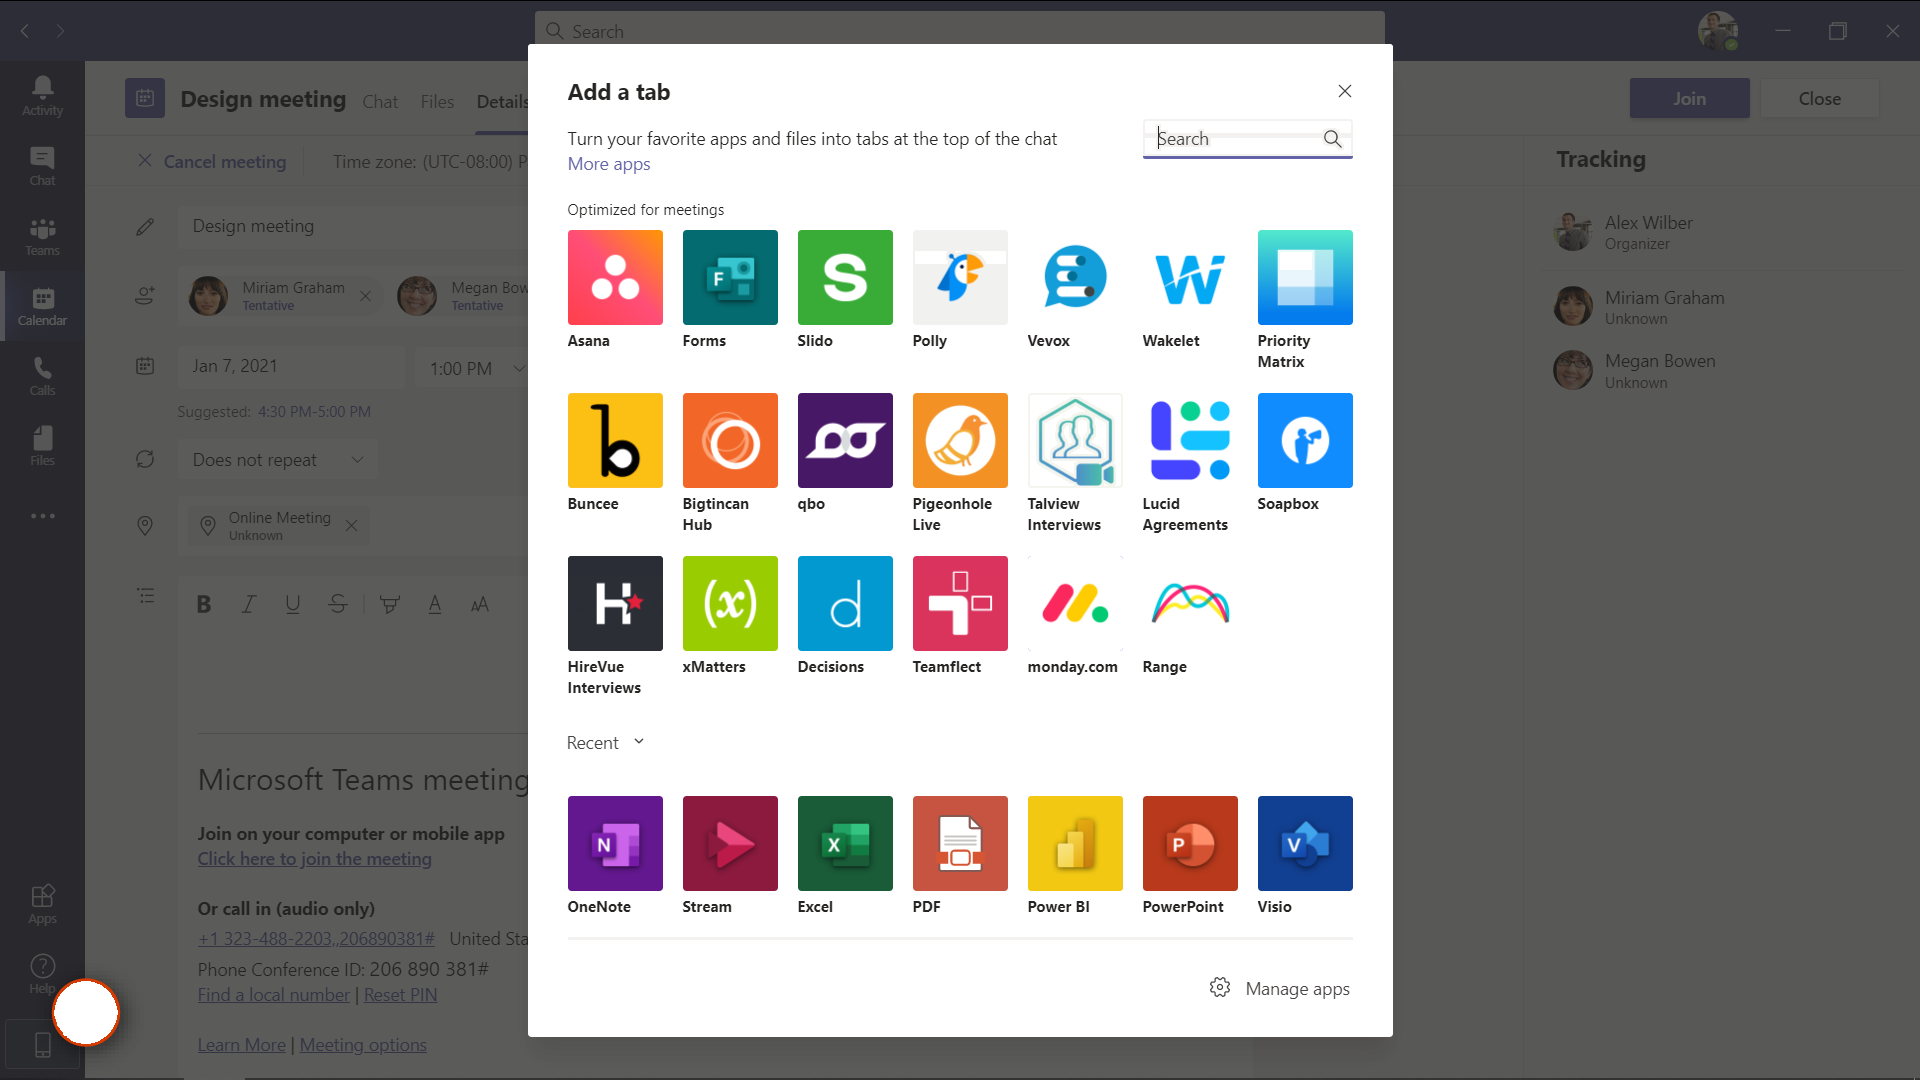 Search
Activity
Chat
Teams
Calendar
Calls
Files
Apps
Help
Design meeting
Chat
Files
Details
Join
Close
Cancel meeting
Time zone: (UTC-08:00) P
Design meeting
Miriam Graham
Tentative
Megan Bow
Tentative
Jan 7, 2021
1:00 PM
Suggested: 4:30 PM-5:00 PM
Does not repeat
Online Meeting
Unknown
B I U S A AA
Microsoft Teams meeting
Join on your computer or mobile app
Click here to join the meeting
Or call in (audio only)
+1 323-488-2203,,206890381# United Sta
Phone Conference ID: 206 890 381#
Find a local number | Reset PIN
Learn More | Meeting options
Add a tab
Turn your favorite apps and files into tabs at the top of the chat
More apps
Search
Optimized for meetings
F
S
Asana
Forms
Slido
Polly
Vevox
Wakelet
Priority
Matrix
b
Buncee
Bigtincan
Hub
qbo
Pigeonhole
Live
Talview
Interviews
Lucid
Agreements
Soapbox
H
(x)
d
HireVue
Interviews
xMatters
Decisions
Teamflect
monday.com
Range
Recent
N
X
P
V
OneNote
Stream
Excel
PDF
Power BI
PowerPoint
Visio
Manage apps
Tracking
Alex Wilber
Organizer
Miriam Graham
Unknown
Megan Bowen
Unknown